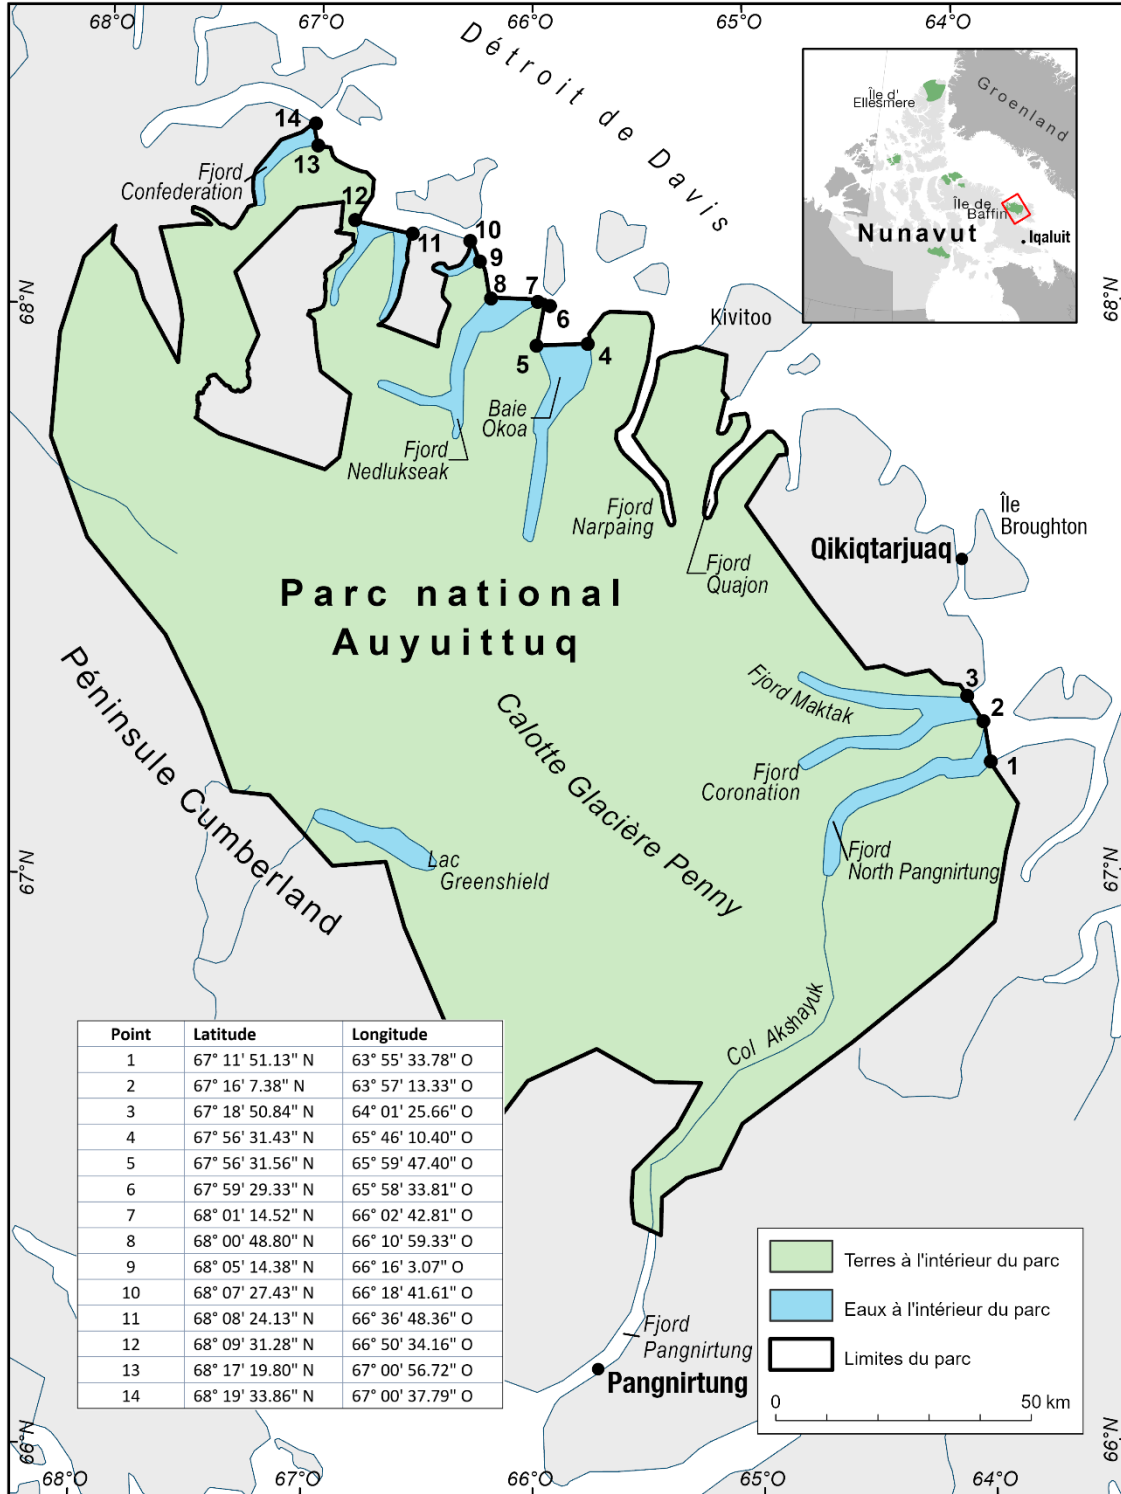 68°O 67°O 66°O 65°O 64°O
Détroit de Davis
Île d'
Ellesmere
Groenland
Île de
Baffin
Nunavut
Iqaluit
14
13
Fjord
Confederation
12
11
10
9
8
7
6
5
4
68°N
68°N
Kivitoo
Baie
Okoa
Fjord
Nedlukseak
Fjord
Narpaing
Fjord
Quajon
Île
Broughton
Qikiqtarjuaq
Parc national
Auyuittuq
Péninsule Cumberland
Calotte Glacière Penny
Fjord Maktak
3
2
1
Fjord
Coronation
Fjord
North Pangnirtung
Lac
Greenshield
67°N
67°N
Col Akshayuk
Point Latitude Longitude
1 67° 11' 51.13" N 63° 55' 33.78" O
2 67° 16' 7.38" N 63° 57' 13.33" O
3 67° 18' 50.84" N 64° 01' 25.66" O
4 67° 56' 31.43" N 65° 46' 10.40" O
5 67° 56' 31.56" N 65° 59' 47.40" O
6 67° 59' 29.33" N 65° 58' 33.81" O
7 68° 01' 14.52" N 66° 02' 42.81" O
8 68° 00' 48.80" N 66° 10' 59.33" O
9 68° 05' 14.38" N 66° 16' 3.07" O
10 68° 07' 27.43" N 66° 18' 41.61" O
11 68° 08' 24.13" N 66° 36' 48.36" O
12 68° 09' 31.28" N 66° 50' 34.16" O
13 68° 17' 19.80" N 67° 00' 56.72" O
14 68° 19' 33.86" N 67° 00' 37.79" O
Terres à l'intérieur du parc
Eaux à l'intérieur du parc
Limites du parc
0 50 km
Fjord
Pangnirtung
Pangnirtung
66°N
66°N
68°O 67°O 66°O 65°O 64°O